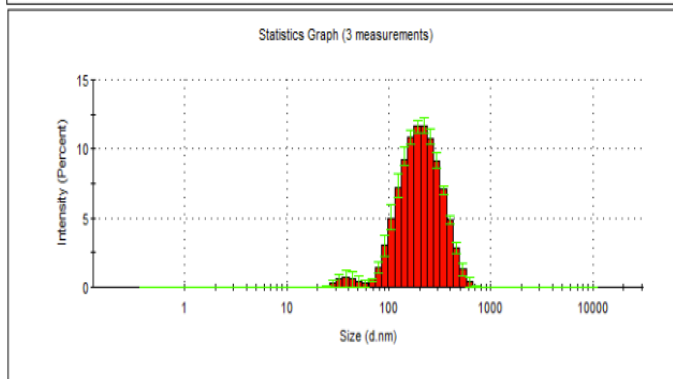 Statistics Graph (3 measurements)
15
10
5
0
Intensity (Percent)
1 10 100 1000 10000
Size (d.nm)